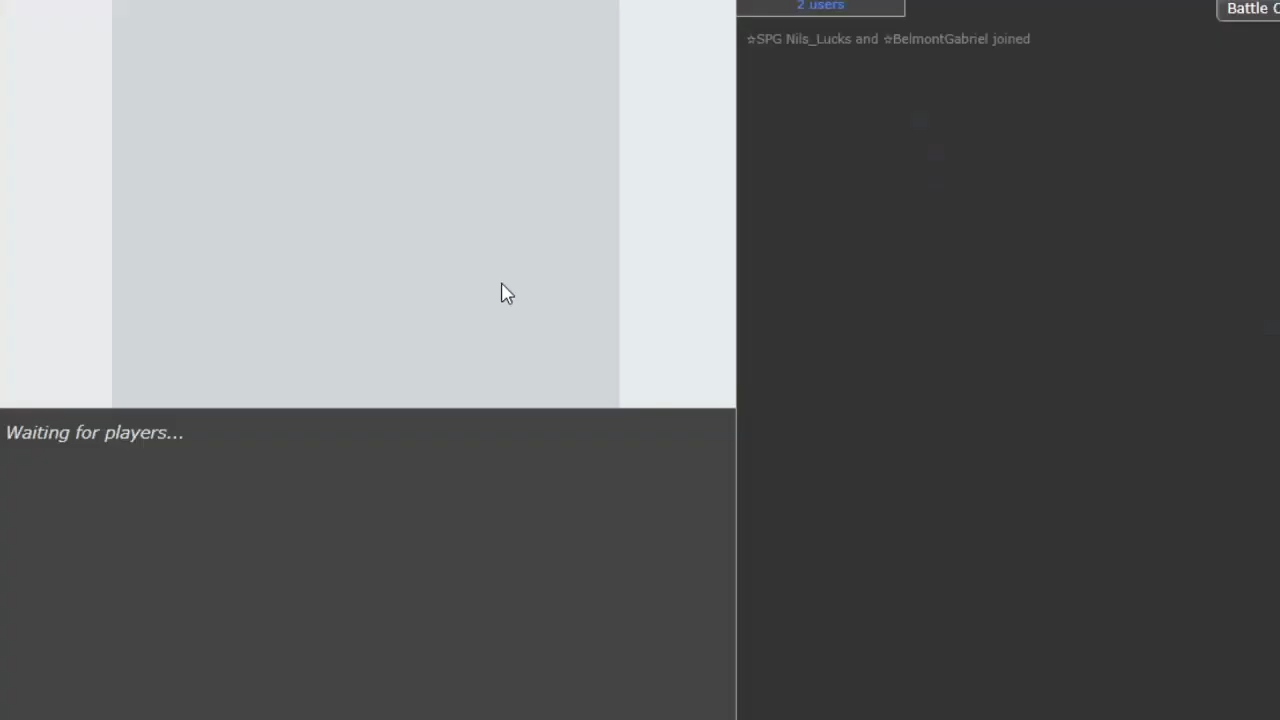 2 users
Battle
☆SPG Nils_Lucks and ☆BelmontGabriel joined
Waiting for players...